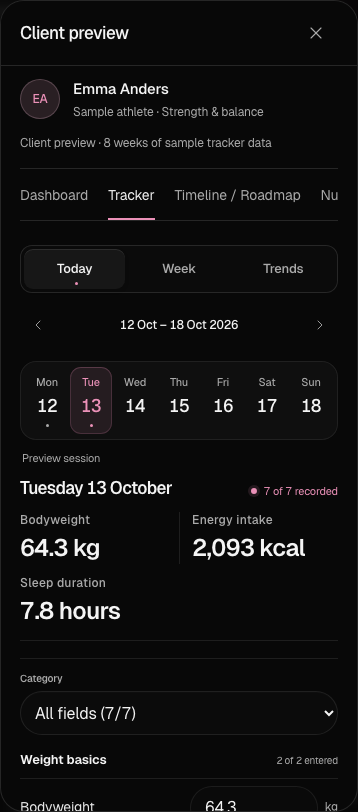 Client preview
EA
Emma Anders
Sample athlete · Strength & balance
Client preview · 8 weeks of sample tracker data
Dashboard Tracker Timeline / Roadmap Nu
Today Week Trends
12 Oct – 18 Oct 2026
Mon Tue Wed Thu Fri Sat Sun
12 13 14 15 16 17 18
Preview session
Tuesday 13 October 7 of 7 recorded
Bodyweight Energy intake
64.3 kg 2,093 kcal
Sleep duration
7.8 hours
Category
All fields (7/7)
Weight basics 2 of 2 entered
Bodyweight 64.3 kg